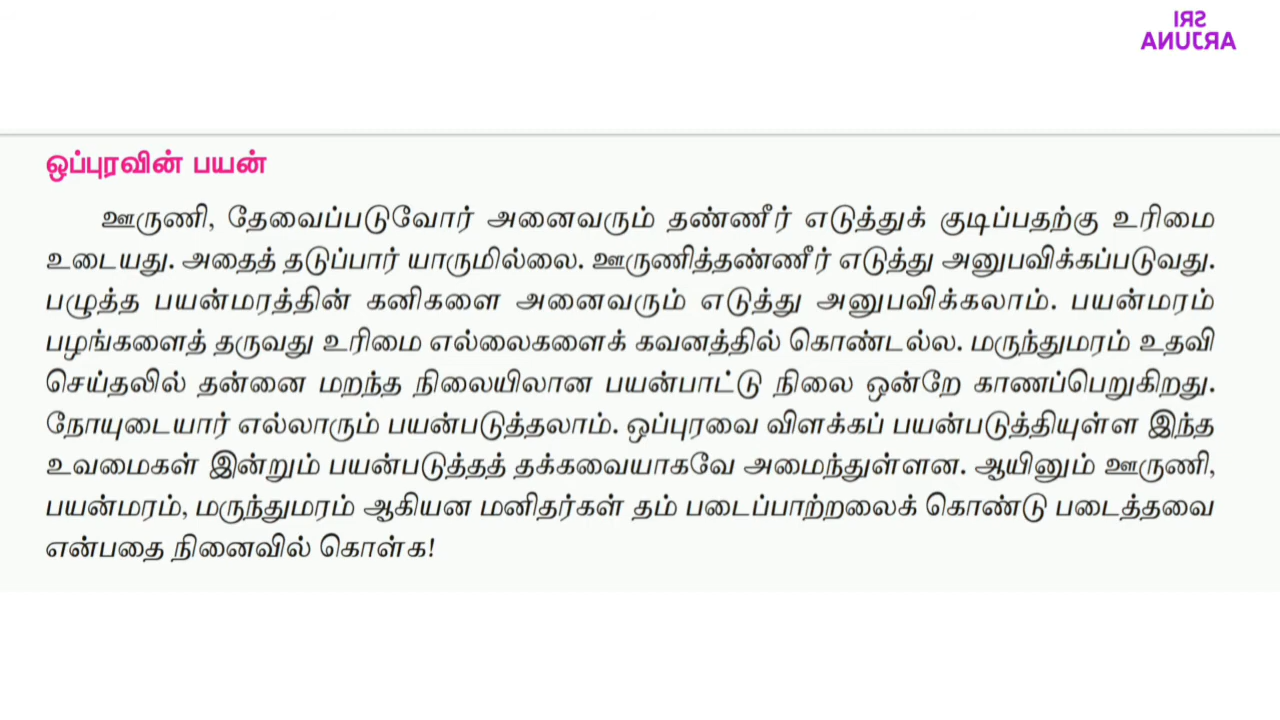 SRI
ARJUNA
ஒப்புரவின் பயன்
ஊருணி, தேவைப்படுவோர் அனைவரும் தண்ணீர் எடுத்துக் குடிப்பதற்கு உரிமை
உடையது. அதைத் தடுப்பார் யாருமில்லை. ஊருணித்தண்ணீர் எடுத்து அனுபவிக்கப்படுவது.
பழுத்த பயன்மரத்தின் கனிகளை அனைவரும் எடுத்து அனுபவிக்கலாம். பயன்மரம்
பழங்களைத் தருவது உரிமை எல்லைகளைக் கவனத்தில் கொண்டல்ல. மருந்துமரம் உதவி
செய்தலில் தன்னை மறந்த நிலையிலான பயன்பாட்டு நிலை ஒன்றே காணப்பெறுகிறது.
நோயுடையார் எல்லாரும் பயன்படுத்தலாம். ஒப்புரவை விளக்கப் பயன்படுத்தியுள்ள இந்த
உவமைகள் இன்றும் பயன்படுத்தத் தக்கவையாகவே அமைந்துள்ளன. ஆயினும் ஊருணி,
பயன்மரம், மருந்துமரம் ஆகியன மனிதர்கள் தம் படைப்பாற்றலைக் கொண்டு படைத்தவை
என்பதை நினைவில் கொள்க!